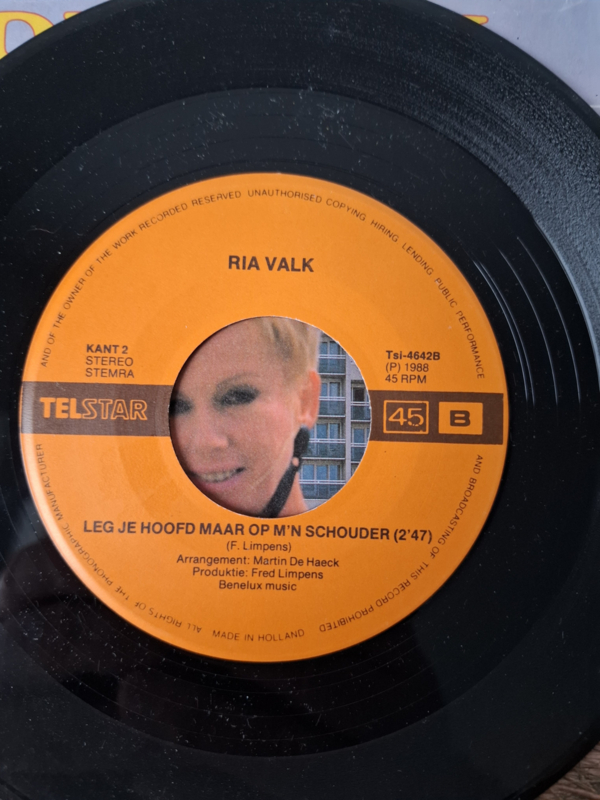 RIA VALK
KANT 2
STEREO
STEMRA
Tsi-4642B
(P) 1988
45 RPM
TELSTAR
45
B
LEG JE HOOFD MAAR OP M'N SCHOUDER (2'47)
(F. Limpens)
Arrangement: Martin De Haeck
Produktie: Fred Limpens
Benelux music
MADE IN HOLLAND
ALL RIGHTS OF THE PHONOGRAPHIC MANUFACTURER AND OF THE OWNER OF THE WORK RECORDED RESERVED UNAUTHORISED COPYING HIRING LENDING PUBLIC PERFORMANCE AND BROADCASTING OF THIS RECORD PROHIBITED